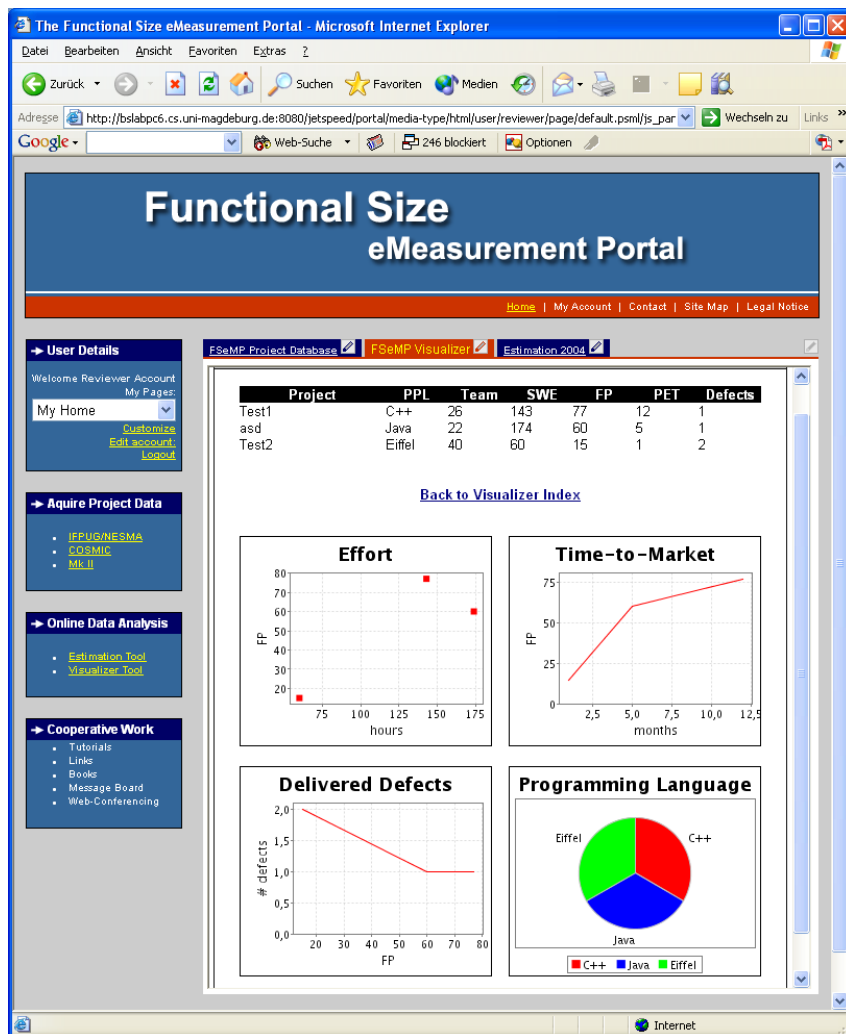 The Functional Size eMeasurement Portal - Microsoft Internet Explorer
Datei Bearbeiten Ansicht Favoriten Extras ?
Zurück Suchen Favoriten Medien
Adresse http://bslabpc6.cs.uni-magdeburg.de:8080/jetspeed/portal/media-type/html/user/reviewer/page/default.psml/js_par Wechseln zu Links »
Google Web-Suche 246 blockiert Optionen
Functional Size
eMeasurement Portal
Home | My Account | Contact | Site Map | Legal Notice
User Details
Welcome Reviewer Account
My Pages:
My Home
Customize
Edit account:
Logout
Aquire Project Data
IFPUG/NESMA
COSMIC
Mk II
Online Data Analysis
Estimation Tool
Visualizer Tool
Cooperative Work
Tutorials
Links
Books
Message Board
Web-Conferencing
FSeMP Project Database FSeMP Visualizer Estimation 2004
Project PPL Team SWE FP PET Defects
Test1 C++ 26 143 77 12 1
asd Java 22 174 60 5 1
Test2 Eiffel 40 60 15 1 2
Back to Visualizer Index
Effort
80
70
60
50
40
30
20
FP
75 100 125 150 175
hours
Time-to-Market
75
50
25
0
FP
2,5 5,0 7,5 10,0 12,5
months
Delivered Defects
2,0
1,5
1,0
0,5
0,0
# defects
20 30 40 50 60 70 80
FP
Programming Language
Eiffel C++
Java
C++ Java Eiffel
Internet